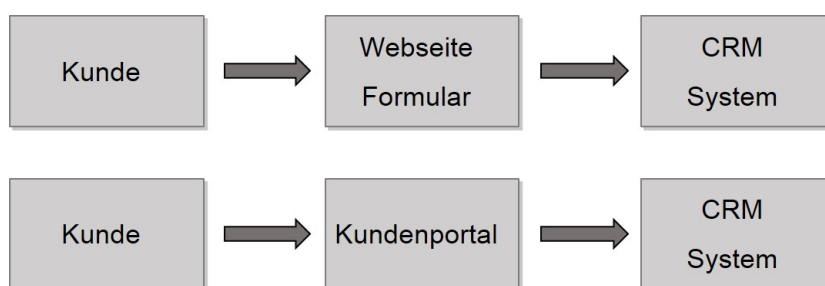 Kunde
Webseite
Formular
CRM
System
Kunde
Kundenportal
CRM
System